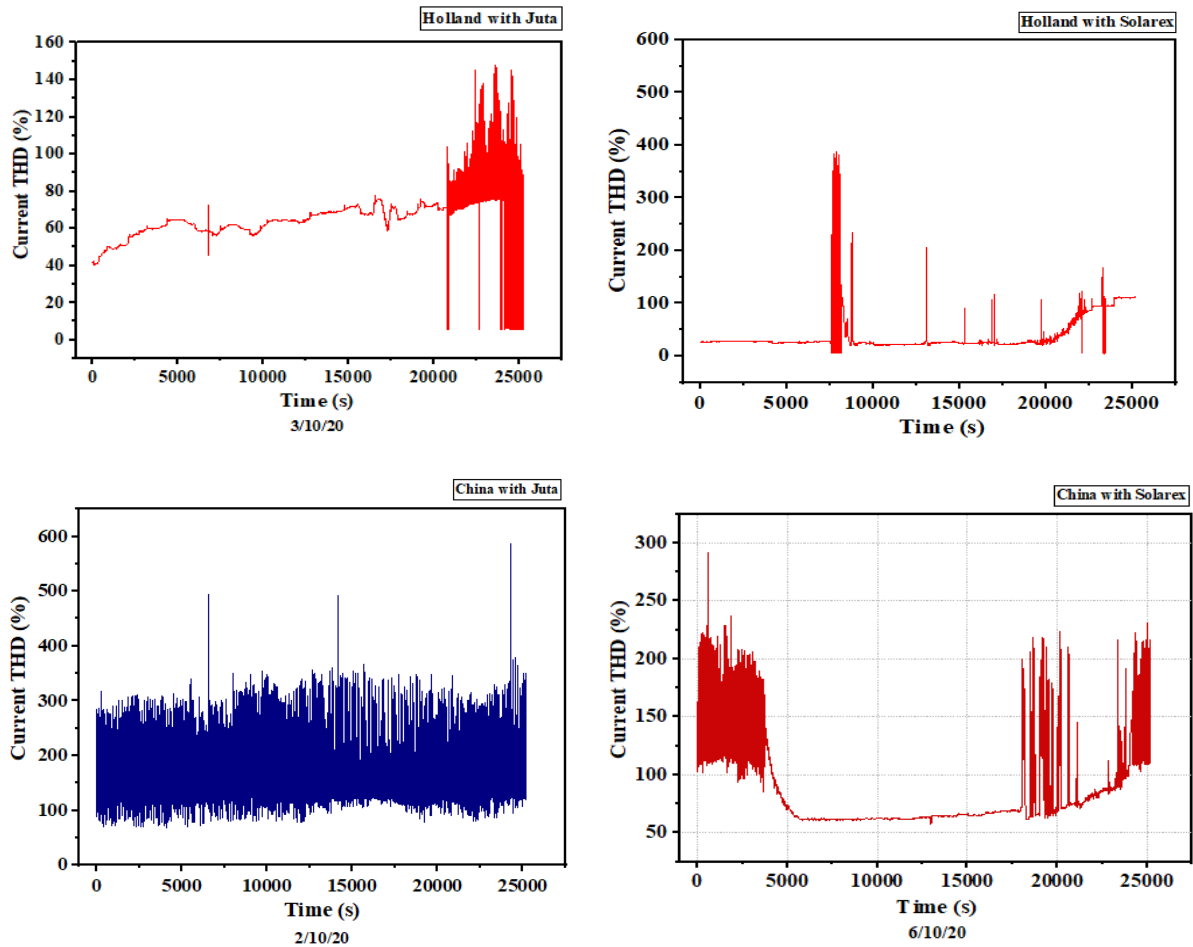 Holland with Juta
Current THD (%)
160
140
120
100
80
60
40
20
0
0 5000 10000 15000 20000 25000
Time (s)
3/10/20
Holland with Solarex
Current THD (%)
600
500
400
300
200
100
0
0 5000 10000 15000 20000 25000
Time (s)
China with Juta
Current THD (%)
600
500
400
300
200
100
0
0 5000 10000 15000 20000 25000
Time (s)
2/10/20
China with Solarex
Current THD (%)
300
250
200
150
100
50
0 5000 10000 15000 20000 25000
Time (s)
6/10/20